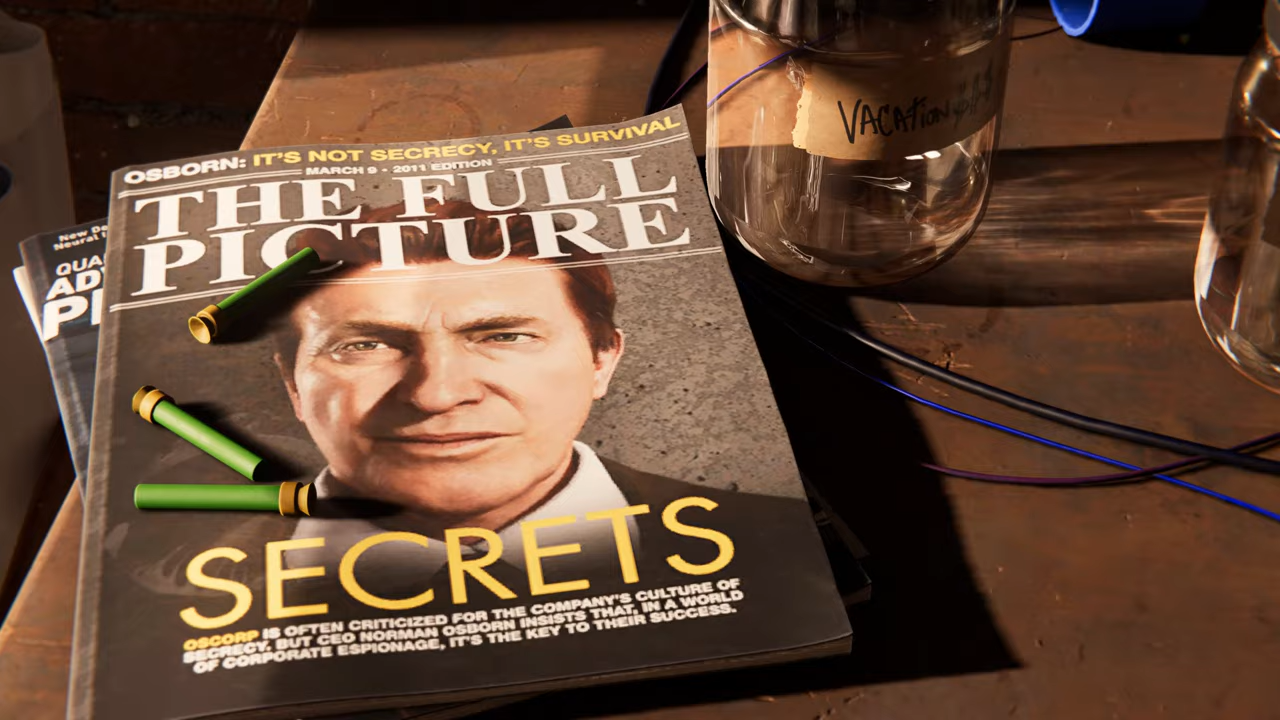 OSBORN: IT'S NOT SECRECY, IT'S SURVIVAL
MARCH 9 • 2011 EDITION
THE FULL
PICTURE
SECRETS
OSCORP IS OFTEN CRITICIZED FOR THE COMPANY'S CULTURE OF
SECRECY. BUT CEO NORMAN OSBORN INSISTS THAT, IN A WORLD
OF CORPORATE ESPIONAGE, IT'S THE KEY TO THEIR SUCCESS.
New
Neural
VACATION